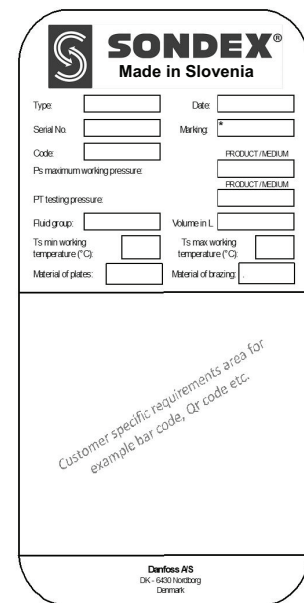 SONDEX®
Made in Slovenia
Type: Date:
Serial No: Marking: *
Code: PRODUCT/MEDIUM
Ps maximum working pressure:
PRODUCT/MEDIUM
PT testing pressure:
Fluid group: Volume in L
Ts min working temperature (°C): Ts max working temperature (°C):
Material of plates: Material of brazing: .
Customer specific requirements area for
example bar code, Qr code etc.
Danfoss A/S
DK - 6430 Nordborg
Denmark